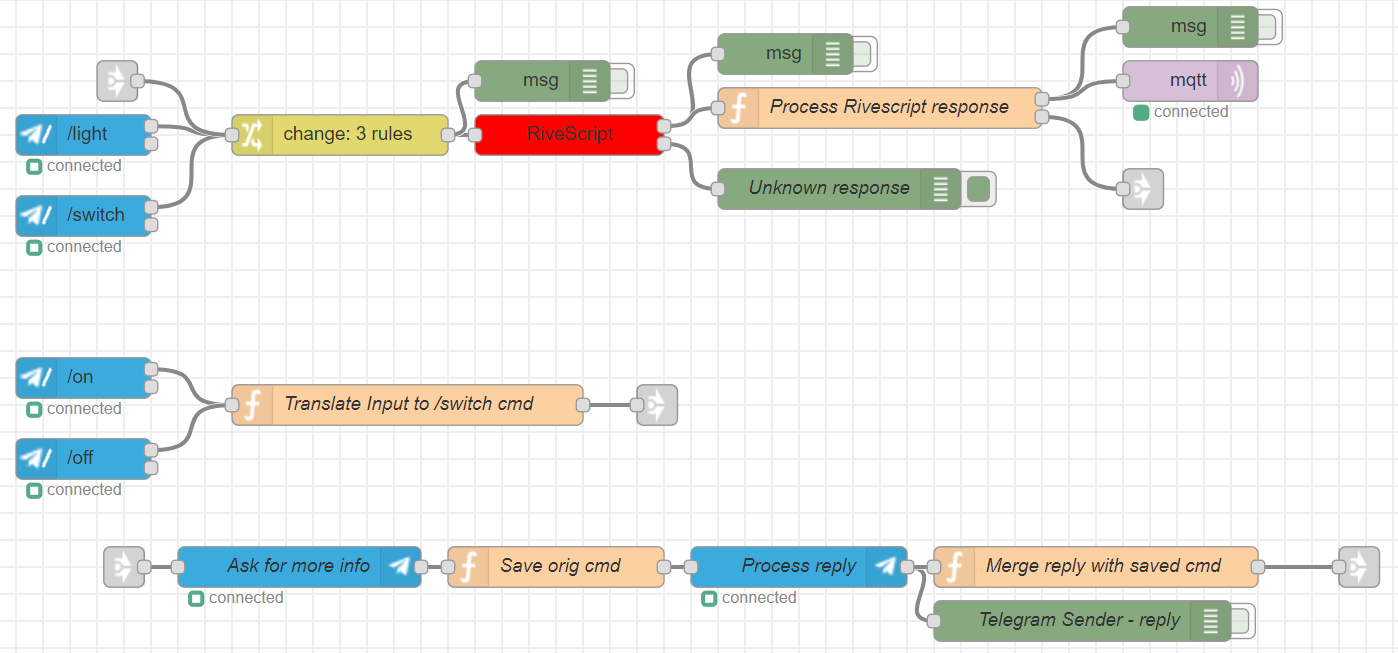 msg
msg
mqtt
connected
msg
Process Rivescript response
/light
change: 3 rules
RiveScript
connected
Unknown response
/switch
connected
/on
connected
Translate Input to /switch cmd
/off
connected
Ask for more info
Save orig cmd
Process reply
Merge reply with saved cmd
connected
connected
Telegram Sender - reply